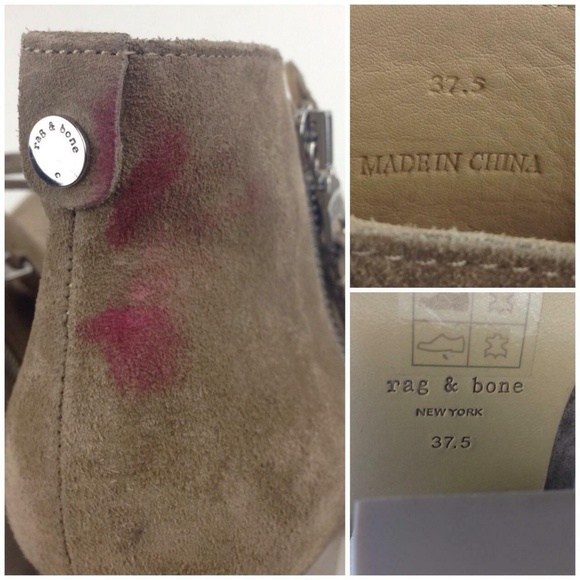 rag & bone
37.5
MADE IN CHINA
rag & bone
NEW YORK
37.5